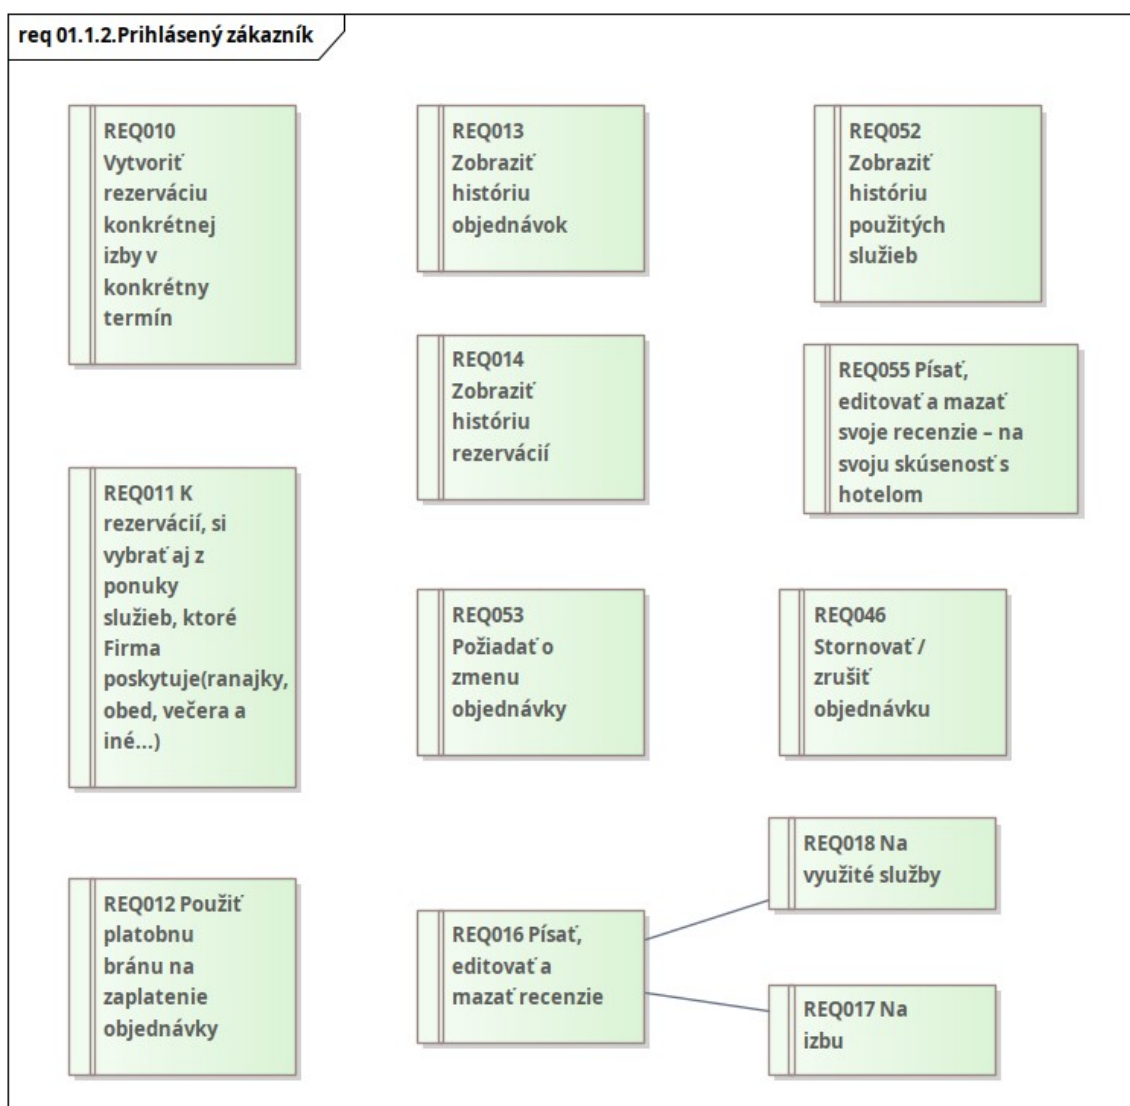 req 01.1.2.Prihlásený zákazník
REQ010
Vytvoriť
rezerváciu
konkrétnej
izby v
konkrétny
termín
REQ013
Zobraziť
históriu
objednávok
REQ052
Zobraziť
históriu
použitých
služieb
REQ014
Zobraziť
históriu
rezervácií
REQ055 Písať,
editovať a mazať
svoje recenzie – na
svoju skúsenosť s
hotelom
REQ011 K
rezervácií, si
vybrať aj z
ponuky
služieb, ktoré
Firma
poskytuje(ranajky,
obed, večera a
iné...)
REQ053
Požiadať o
zmenu
objednávky
REQ046
Stornovať /
zrušiť
objednávku
REQ012 Použiť
platobnu
bránu na
zaplatenie
objednávky
REQ016 Písať,
editovať a
mazať recenzie
REQ018 Na
využité služby
REQ017 Na
izbu